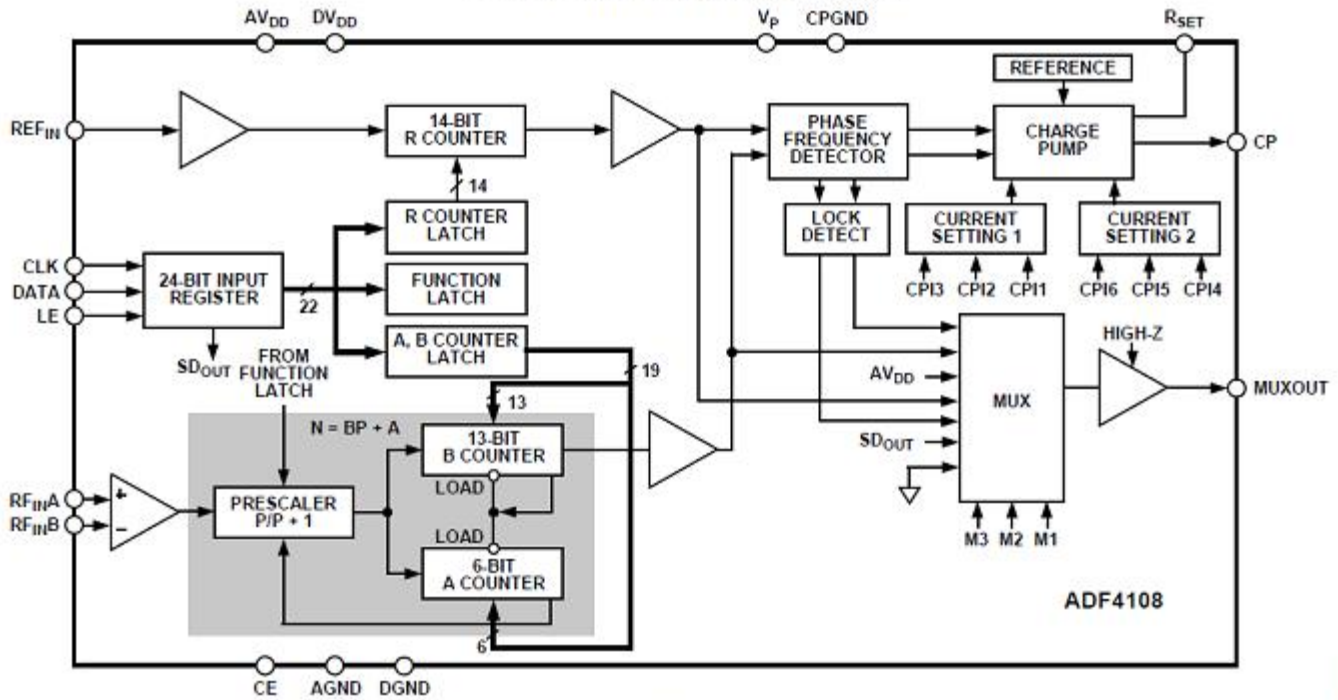 AVDD DVDD VP CPGND RSET
REFERENCE
REFIN
14-BIT
R COUNTER
PHASE
FREQUENCY
DETECTOR
CHARGE
PUMP
CP
14
R COUNTER
LATCH
LOCK
DETECT
CURRENT
SETTING 1
CURRENT
SETTING 2
CLK
DATA
LE
24-BIT INPUT
REGISTER
22
FUNCTION
LATCH
CPI3 CPI2 CPI1 CPI6 CPI5 CPI4
A, B COUNTER
LATCH
SDOUT
FROM
FUNCTION
LATCH
19
HIGH-Z
AVDD
MUX
MUXOUT
13
N = BP + A
13-BIT
B COUNTER
SDOUT
LOAD
RFINA
RFINB
+
–
PRESCALER
P/P + 1
LOAD
6-BIT
A COUNTER
M3 M2 M1
6
ADF4108
CE AGND DGND